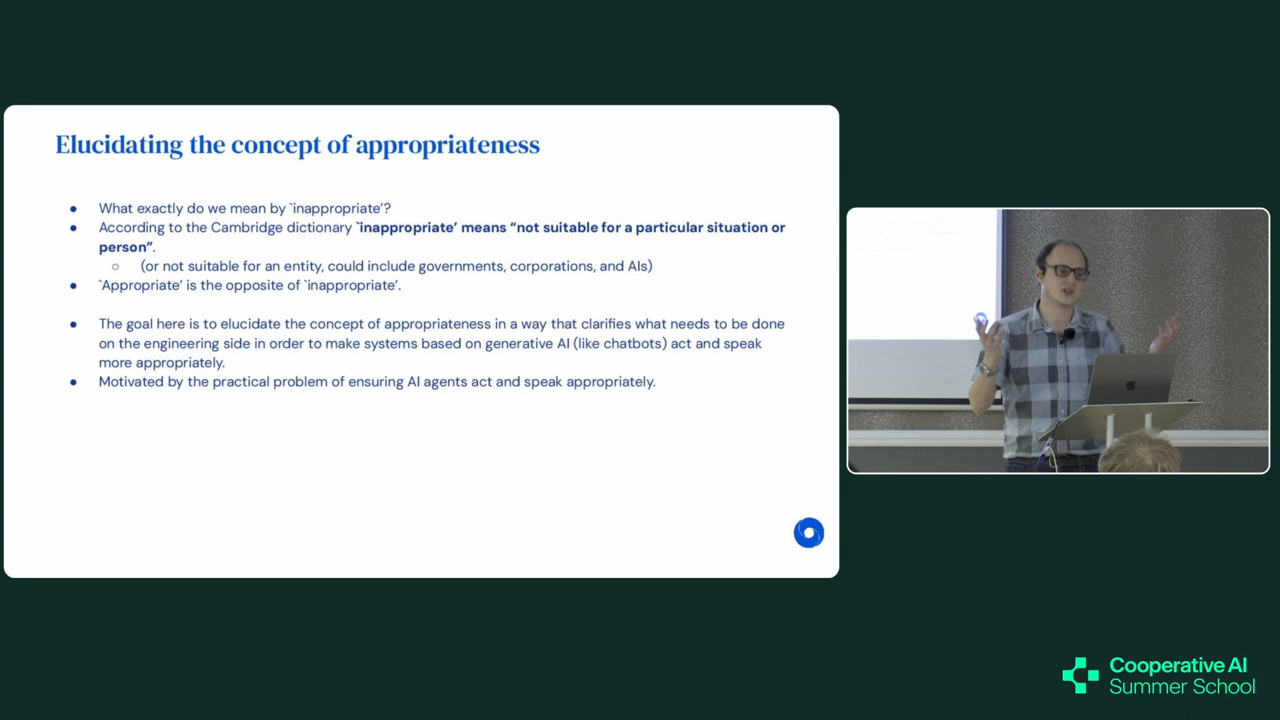 Elucidating the concept of appropriateness
● What exactly do we mean by `inappropriate'?
● According to the Cambridge dictionary `inappropriate' means “not suitable for a particular situation or
person”.
○ (or not suitable for an entity, could include governments, corporations, and AIs)
● `Appropriate' is the opposite of `inappropriate'.
● The goal here is to elucidate the concept of appropriateness in a way that clarifies what needs to be done
on the engineering side in order to make systems based on generative AI (like chatbots) act and speak
more appropriately.
● Motivated by the practical problem of ensuring AI agents act and speak appropriately.
Cooperative AI
Summer School